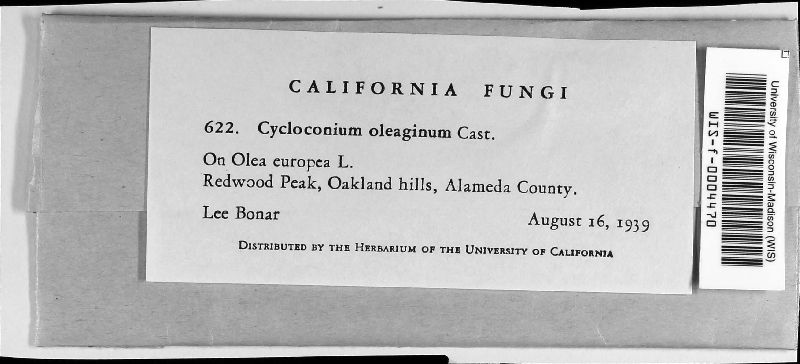 CALIFORNIA FUNGI
622. Cycloconium oleaginum Cast.
On Olea europea L.
Redwood Peak, Oakland hills, Alameda County.
Lee Bonar August 16, 1939
DISTRIBUTED BY THE HERBARIUM OF THE UNIVERSITY OF CALIFORNIA
University of Wisconsin-Madison (WIS)
WIS-f-0004470